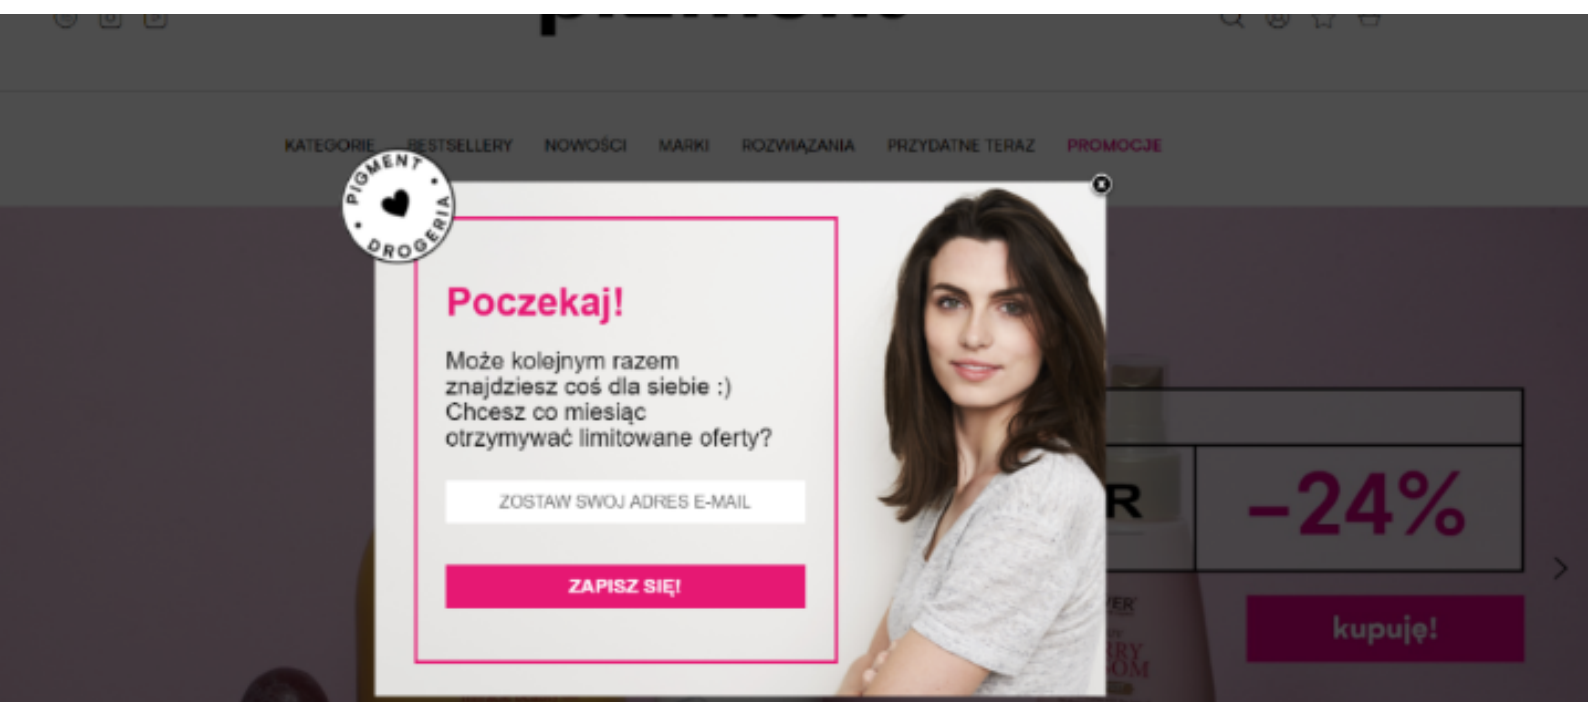 KATEGORIE BESTSELLERY NOWOŚCI MARKI ROZWIĄZANIA PRZYDATNE TERAZ PROMOCJE
PIGMENT • DROGERIA •
x
Poczekaj!
Może kolejnym razem
znajdziesz coś dla siebie :)
Chcesz co miesiąc
otrzymywać limitowane oferty?
ZOSTAW SWOJ ADRES E-MAIL
ZAPISZ SIĘ!
R
-24%
kupuję!